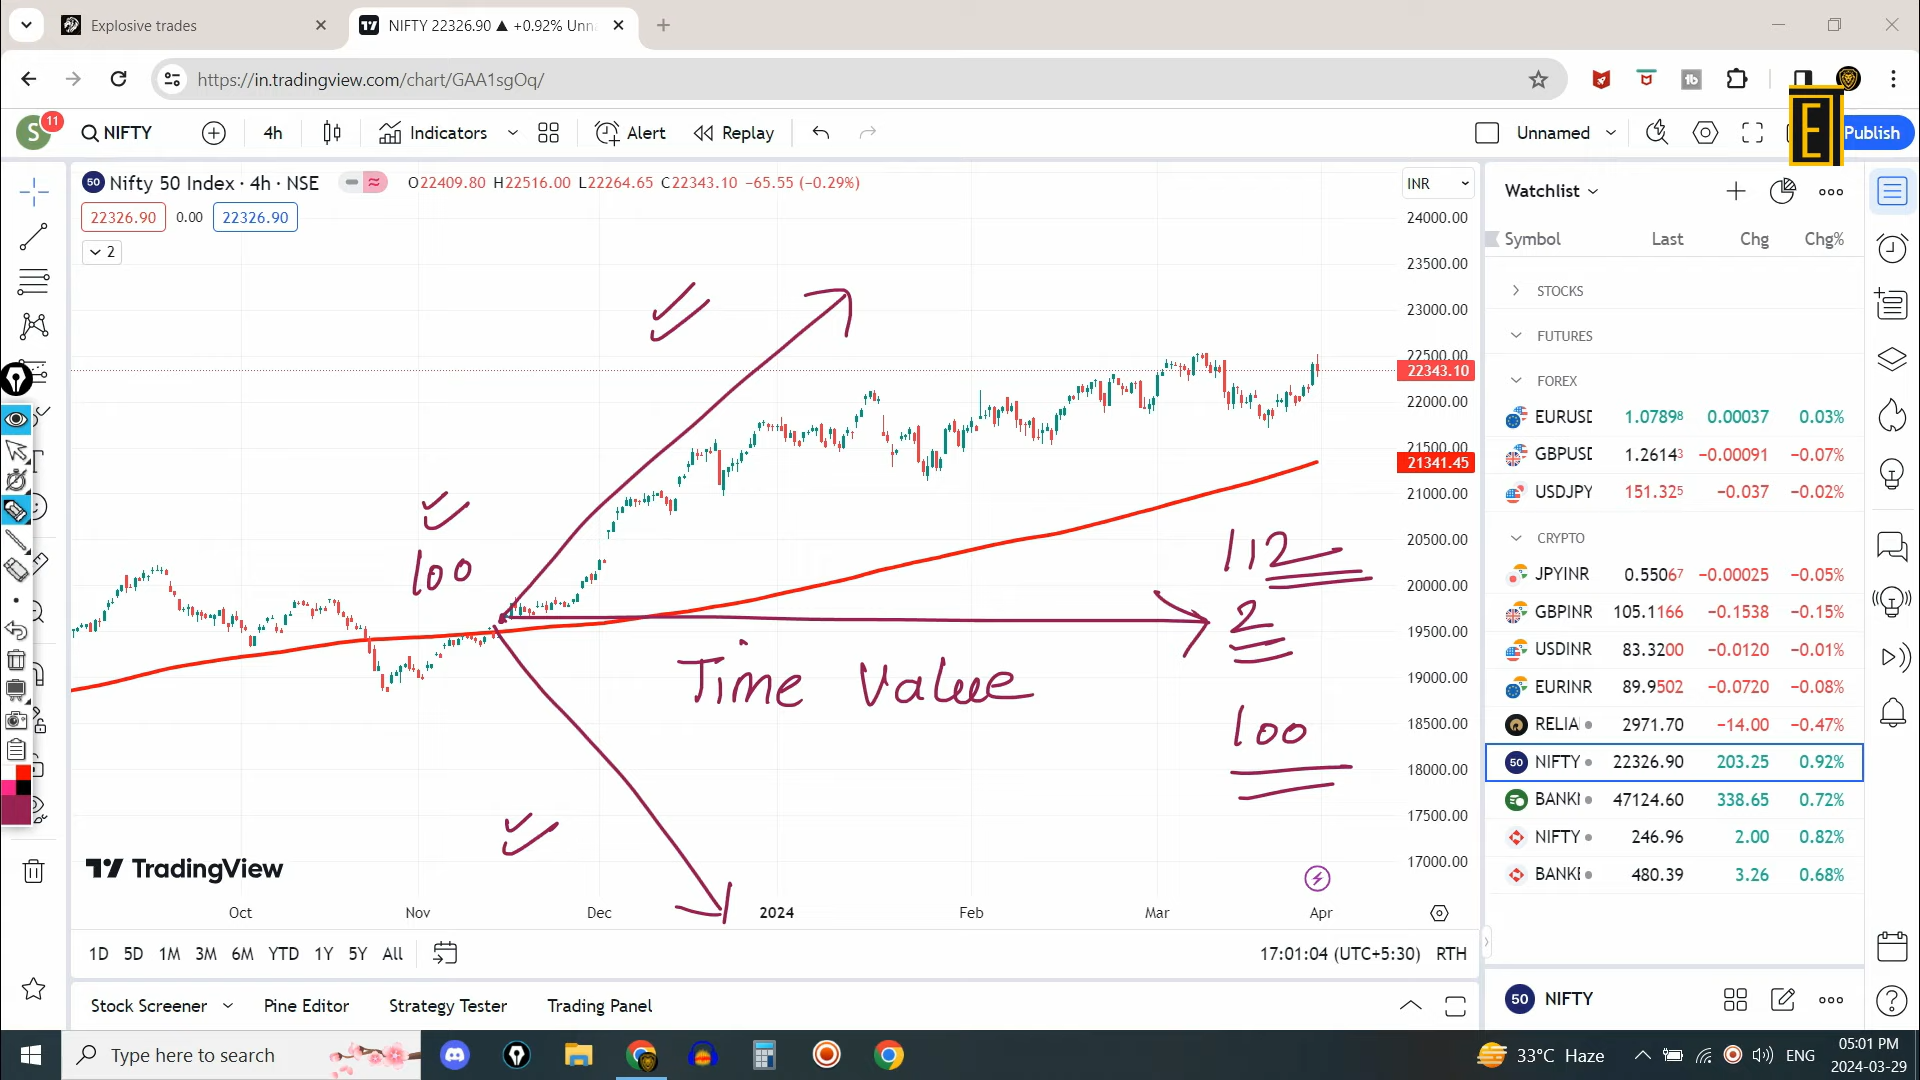 Explosive trades
NIFTY 22326.90 ▲ +0.92% Unn
https://in.tradingview.com/chart/GAA1sgOq/
S 11 NIFTY 4h Indicators Alert Replay Unnamed Publish
E
50 Nifty 50 Index · 4h · NSE O22409.80 H22516.00 L22264.65 C22343.10 −65.55 (−0.29%)
INR
22326.90 0.00 22326.90
2
24000.00
23500.00
23000.00
22500.00
22343.10
22000.00
21500.00
21341.45
21000.00
20500.00
20000.00
19500.00
19000.00
18500.00
18000.00
17500.00
17000.00
100
112
2
Time Value
100
TradingView
Oct Nov Dec 2024 Feb Mar Apr
1D 5D 1M 3M 6M YTD 1Y 5Y All
17:01:04 (UTC+5:30) RTH
Stock Screener Pine Editor Strategy Tester Trading Panel
Watchlist
Symbol Last Chg Chg%
STOCKS
FUTURES
FOREX
EURUSD 1.07898 0.00037 0.03%
GBPUSD 1.26143 −0.00091 −0.07%
USDJPY 151.325 −0.037 −0.02%
CRYPTO
JPYINR 0.55067 −0.00025 −0.05%
GBPINR 105.1166 −0.1538 −0.15%
USDINR 83.3200 −0.0120 −0.01%
EURINR 89.9502 −0.0720 −0.08%
RELIA 2971.70 −14.00 −0.47%
50 NIFTY 22326.90 203.25 0.92%
BANKI 47124.60 338.65 0.72%
NIFTY 246.96 2.00 0.82%
BANKE 480.39 3.26 0.68%
50 NIFTY
Type here to search
33°C Haze
ENG
05:01 PM
2024-03-29